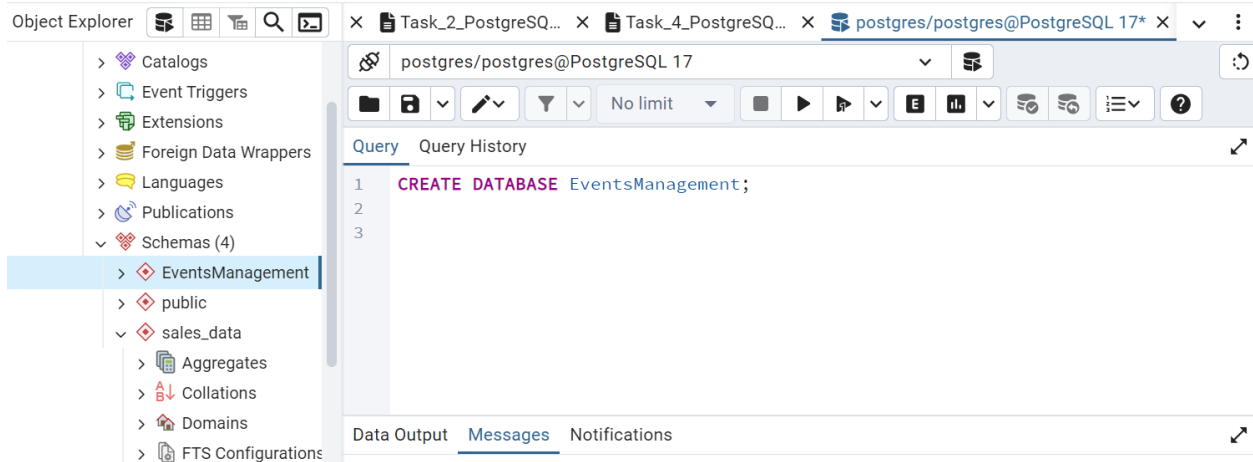 Object Explorer
Task_2_PostgreSQ...
Task_4_PostgreSQ...
postgres/postgres@PostgreSQL 17*
Catalogs
Event Triggers
Extensions
Foreign Data Wrappers
Languages
Publications
Schemas (4)
EventsManagement
public
sales_data
Aggregates
Collations
Domains
FTS Configurations
postgres/postgres@PostgreSQL 17
No limit
E
Query Query History
1 CREATE DATABASE EventsManagement;
2
3
Data Output Messages Notifications